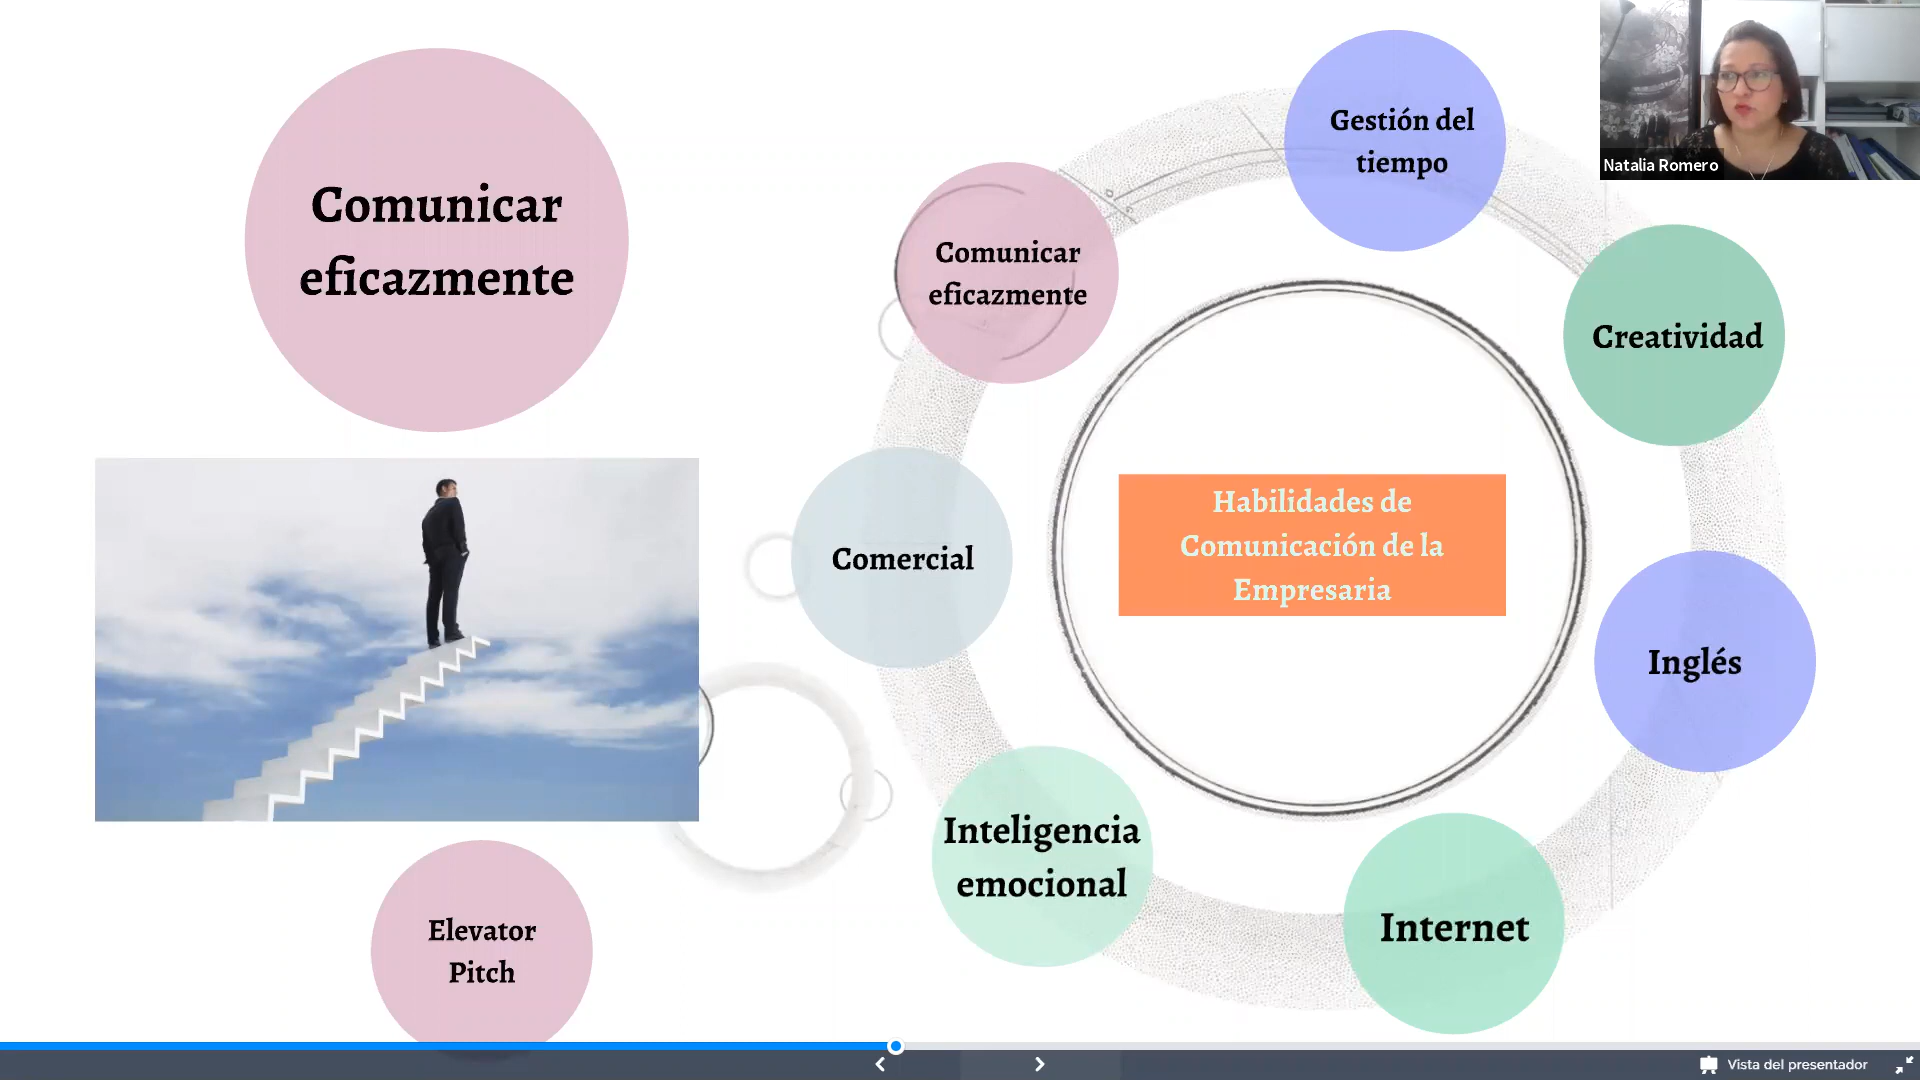 Comunicar
eficazmente
Elevator
Pitch
Gestión del
tiempo
Comunicar
eficazmente
Creatividad
Comercial
Habilidades de
Comunicación de la
Empresaria
Inglés
Inteligencia
emocional
Internet
Natalia Romero
Vista del presentador